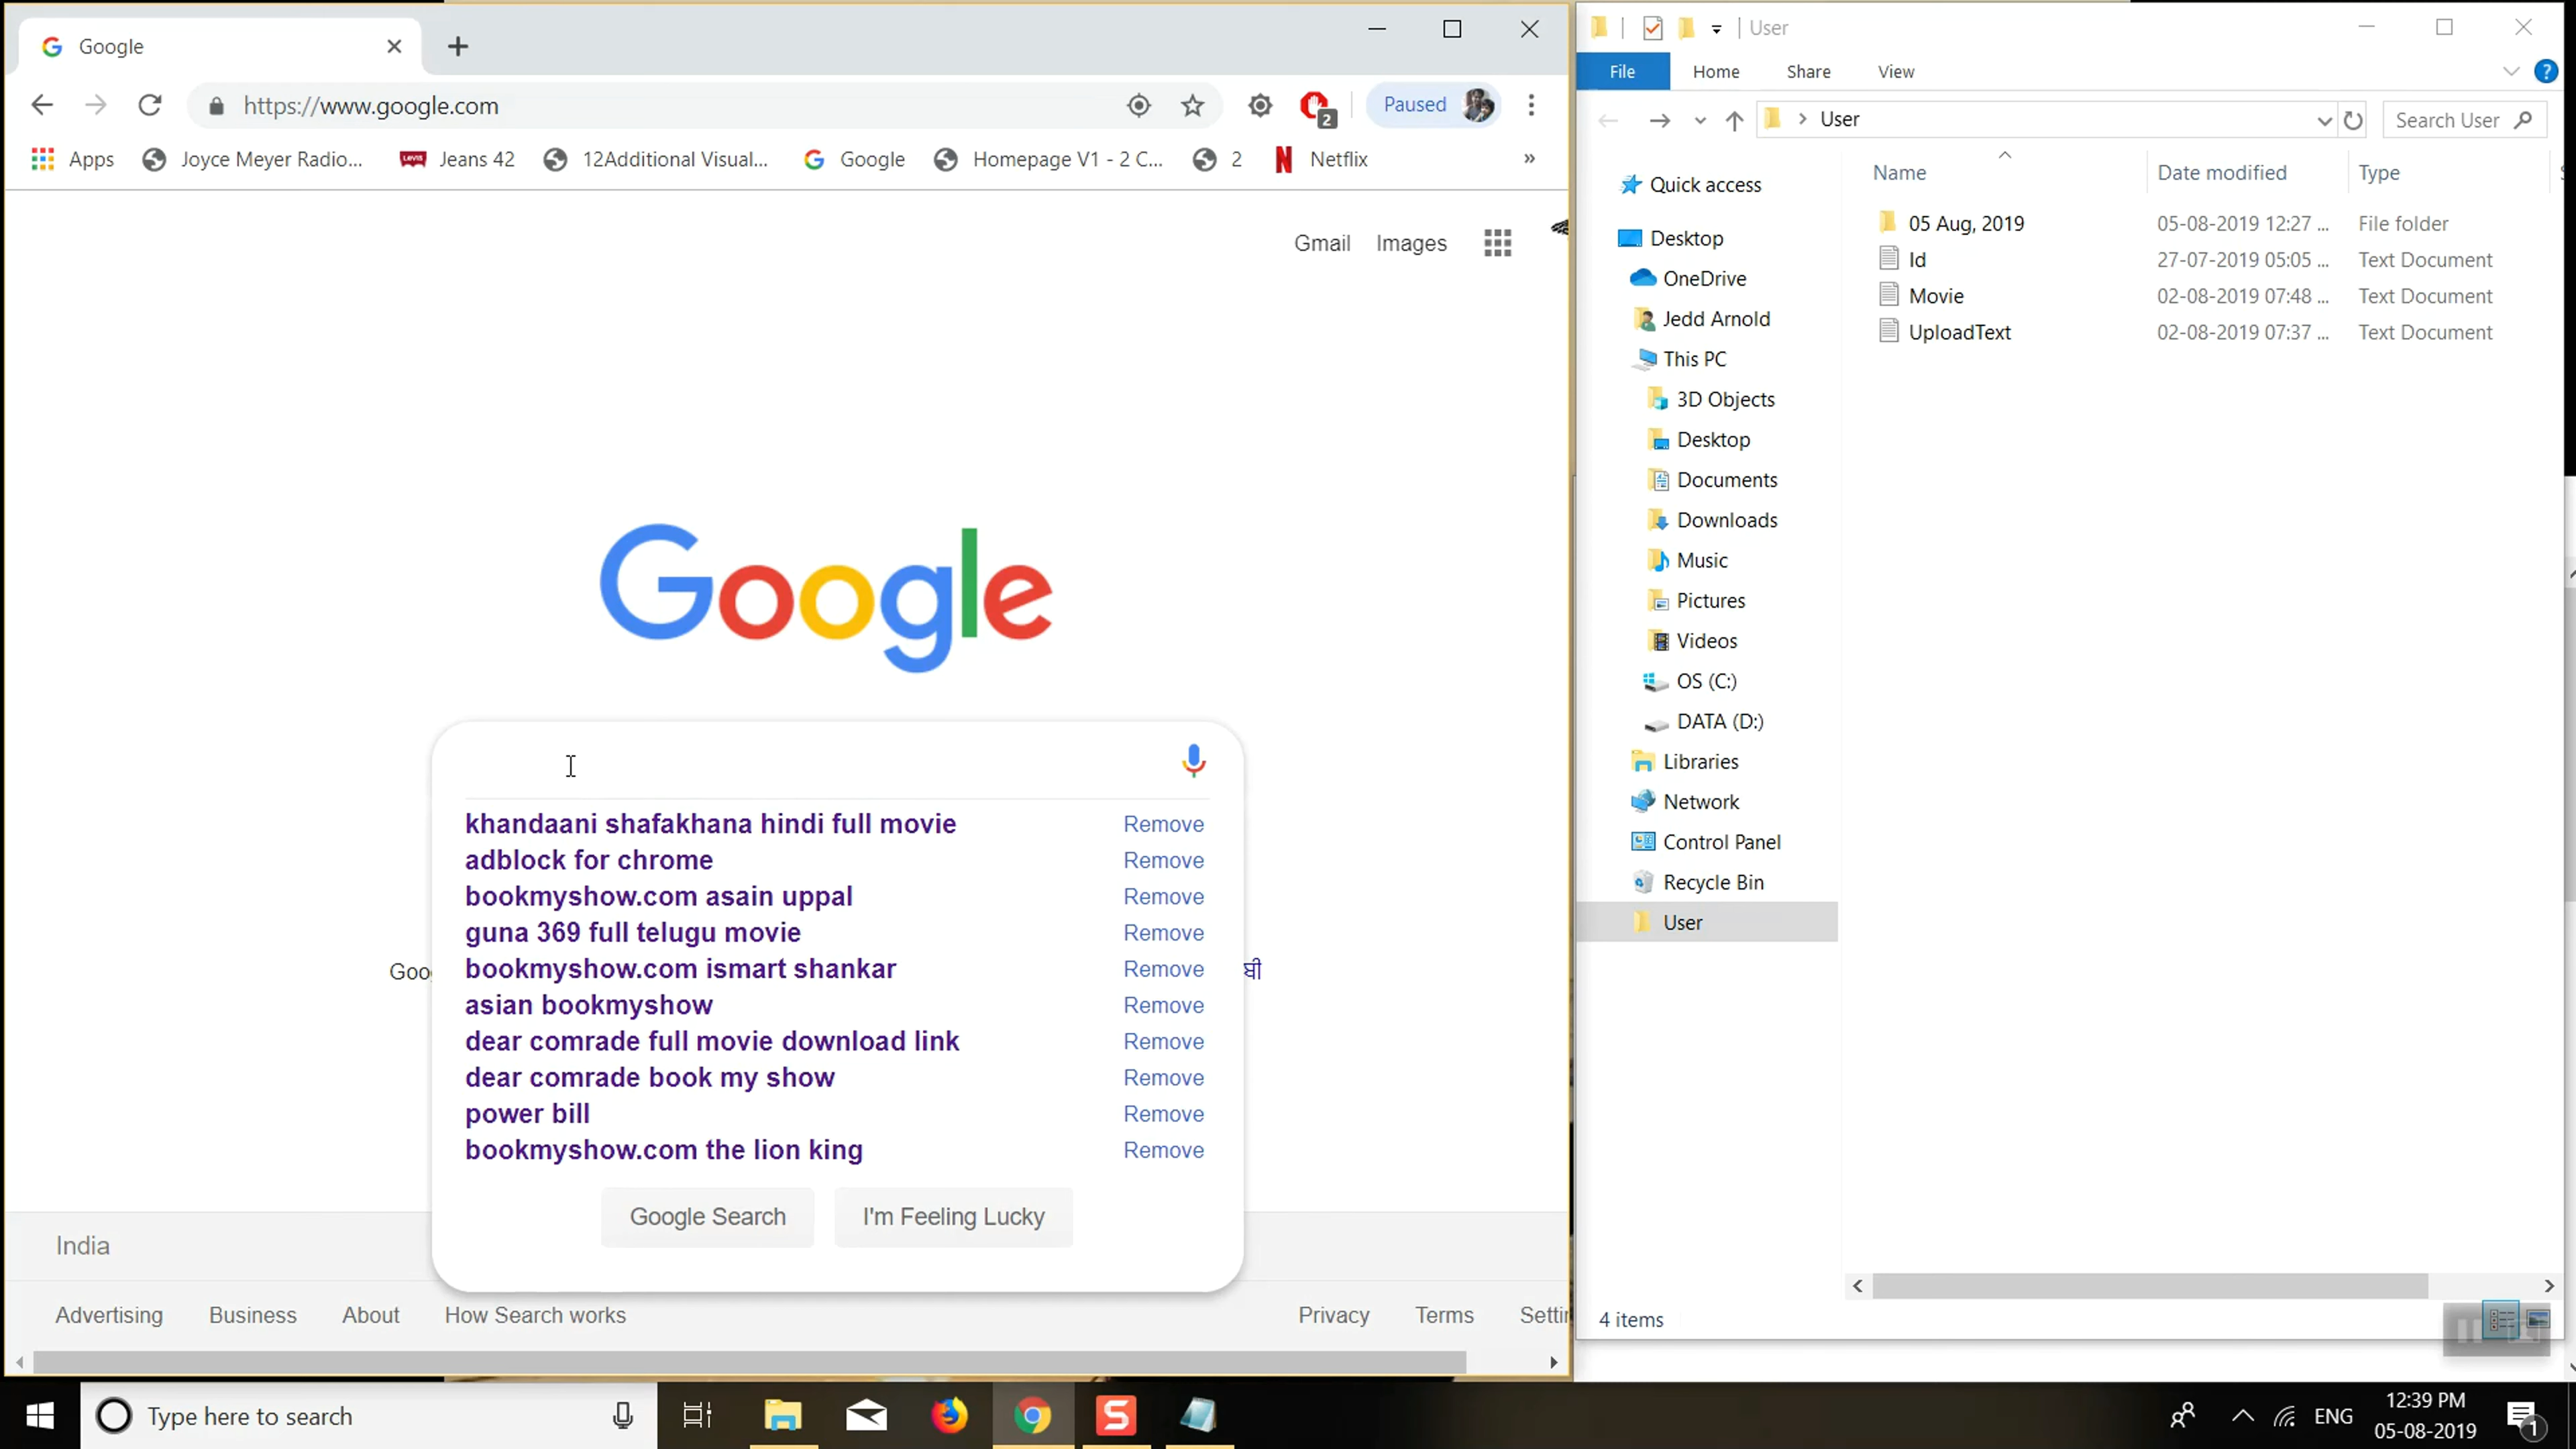 Google
https://www.google.com
2
Paused
Apps
Joyce Meyer Radio...
LEVIS
Jeans 42
12Additional Visual...
Google
Homepage V1 - 2 C...
2
Netflix
»
Gmail
Images
Google
khandaani shafakhana hindi full movie Remove
adblock for chrome Remove
bookmyshow.com asain uppal Remove
guna 369 full telugu movie Remove
bookmyshow.com ismart shankar Remove
asian bookmyshow Remove
dear comrade full movie download link Remove
dear comrade book my show Remove
power bill Remove
bookmyshow.com the lion king Remove
Goo
ਬੀ
Google Search
I'm Feeling Lucky
India
Advertising
Business
About
How Search works
Privacy
Terms
User
File
Home
Share
View
?
User
Search User
Name Date modified Type
05 Aug, 2019 05-08-2019 12:27 ... File folder
Id 27-07-2019 05:05 ... Text Document
Movie 02-08-2019 07:48 ... Text Document
UploadText 02-08-2019 07:37 ... Text Document
Quick access
Desktop
OneDrive
Jedd Arnold
This PC
3D Objects
Desktop
Documents
Downloads
Music
Pictures
Videos
OS (C:)
DATA (D:)
Libraries
Network
Control Panel
Recycle Bin
User
4 items
Type here to search
S
ENG
12:39 PM
05-08-2019
1